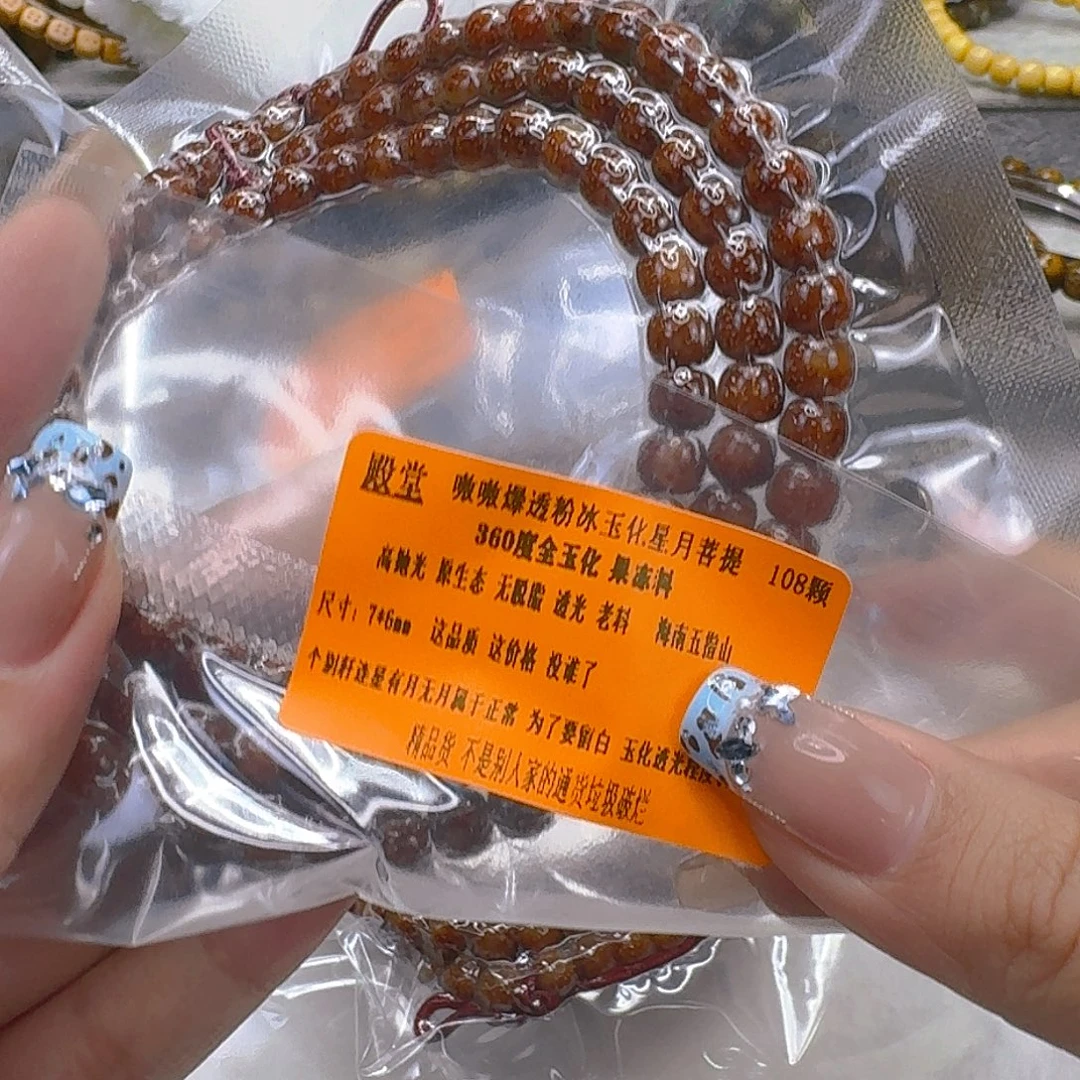 殿堂 嗷嗷爆透粉冰玉化星月菩提 108颗
360度全玉化 果冻料
高抛光 原生态 无脱脂 透光 老料 海南五指山
尺寸：7*6mm 这品质 这价格 没谁了
个别轩连星有月无月属于正常 为了要留白 玉化透光程度
精品货 不是别人家的通货垃圾破烂